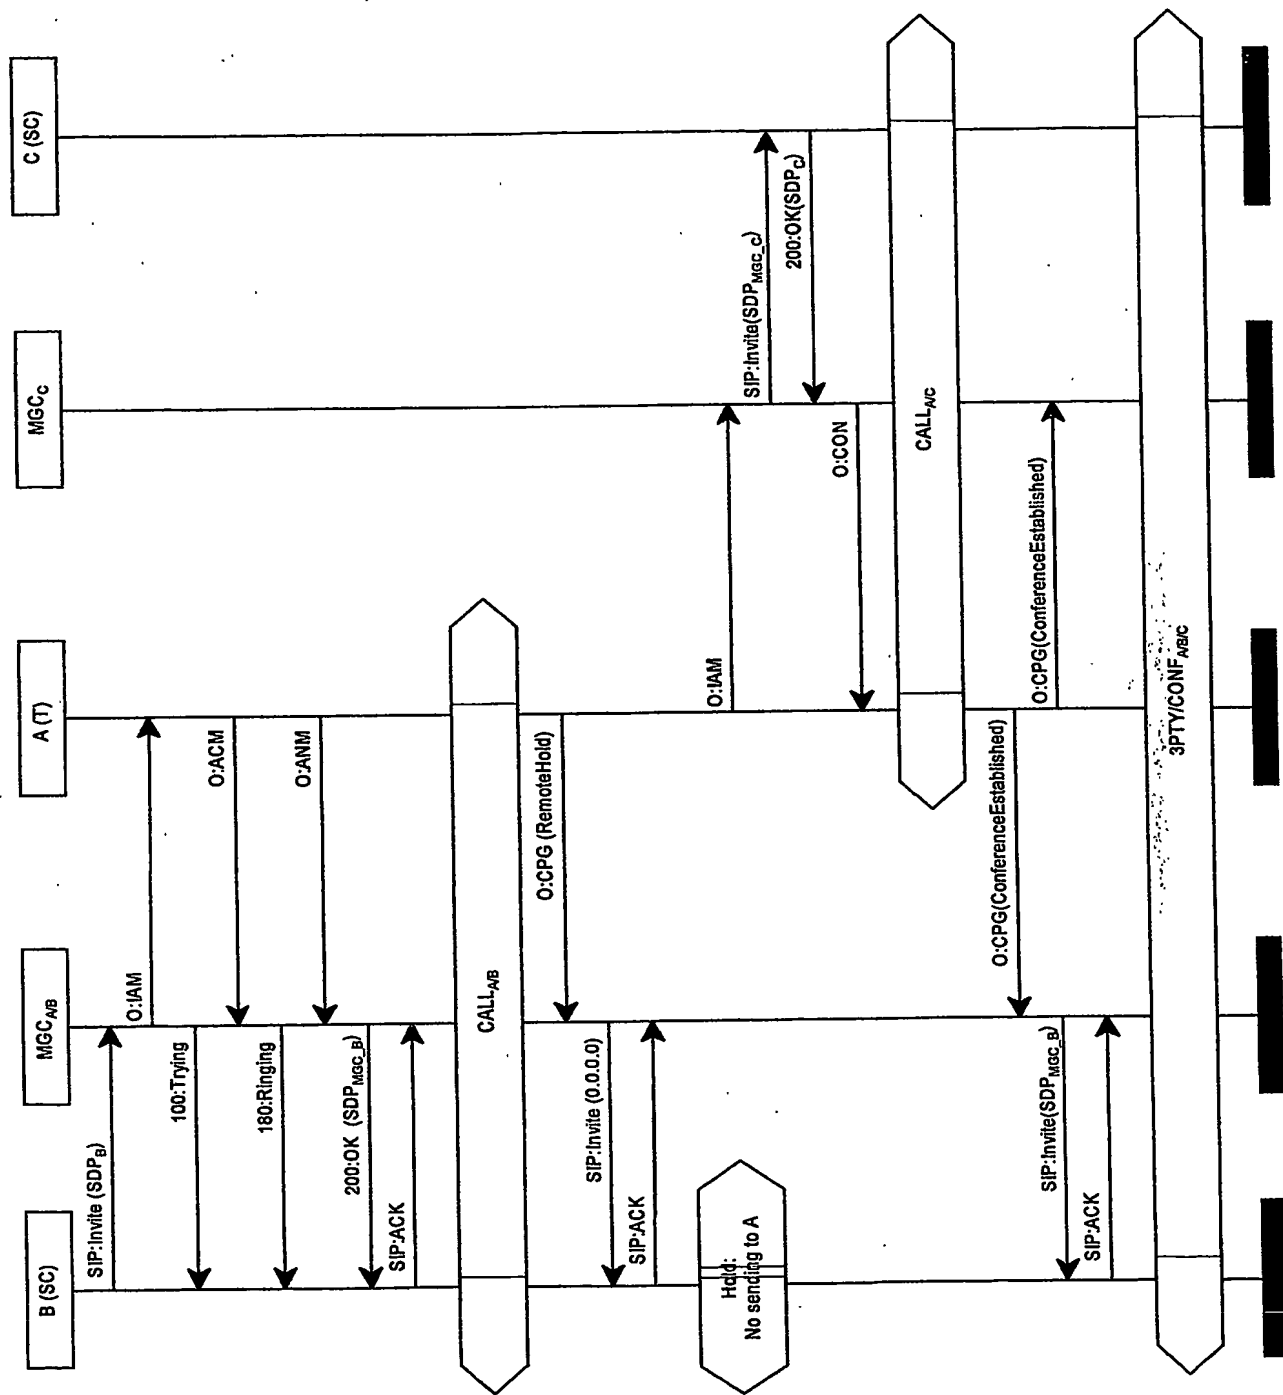 B (SC)
MGC_A/B
A (T)
MGC_C
C (SC)
SIP:Invite (SDP_B)
O:IAM
100:Trying
O:ACM
180:Ringing
O:ANM
200:OK (SDP_MGC_B)
SIP:ACK
CALL_A/B
O:CPG (RemoteHold)
SIP:Invite (0.0.0.0)
SIP:ACK
Hold:
No sending to A
O:IAM
SIP:Invite(SDP_MGC_C)
200:OK(SDP_C)
O:CON
CALL_A/C
O:CPG(ConferenceEstablished)
O:CPG(ConferenceEstablished)
SIP:Invite(SDP_MGC_B)
SIP:ACK
3PTY/CONF_A/B/C